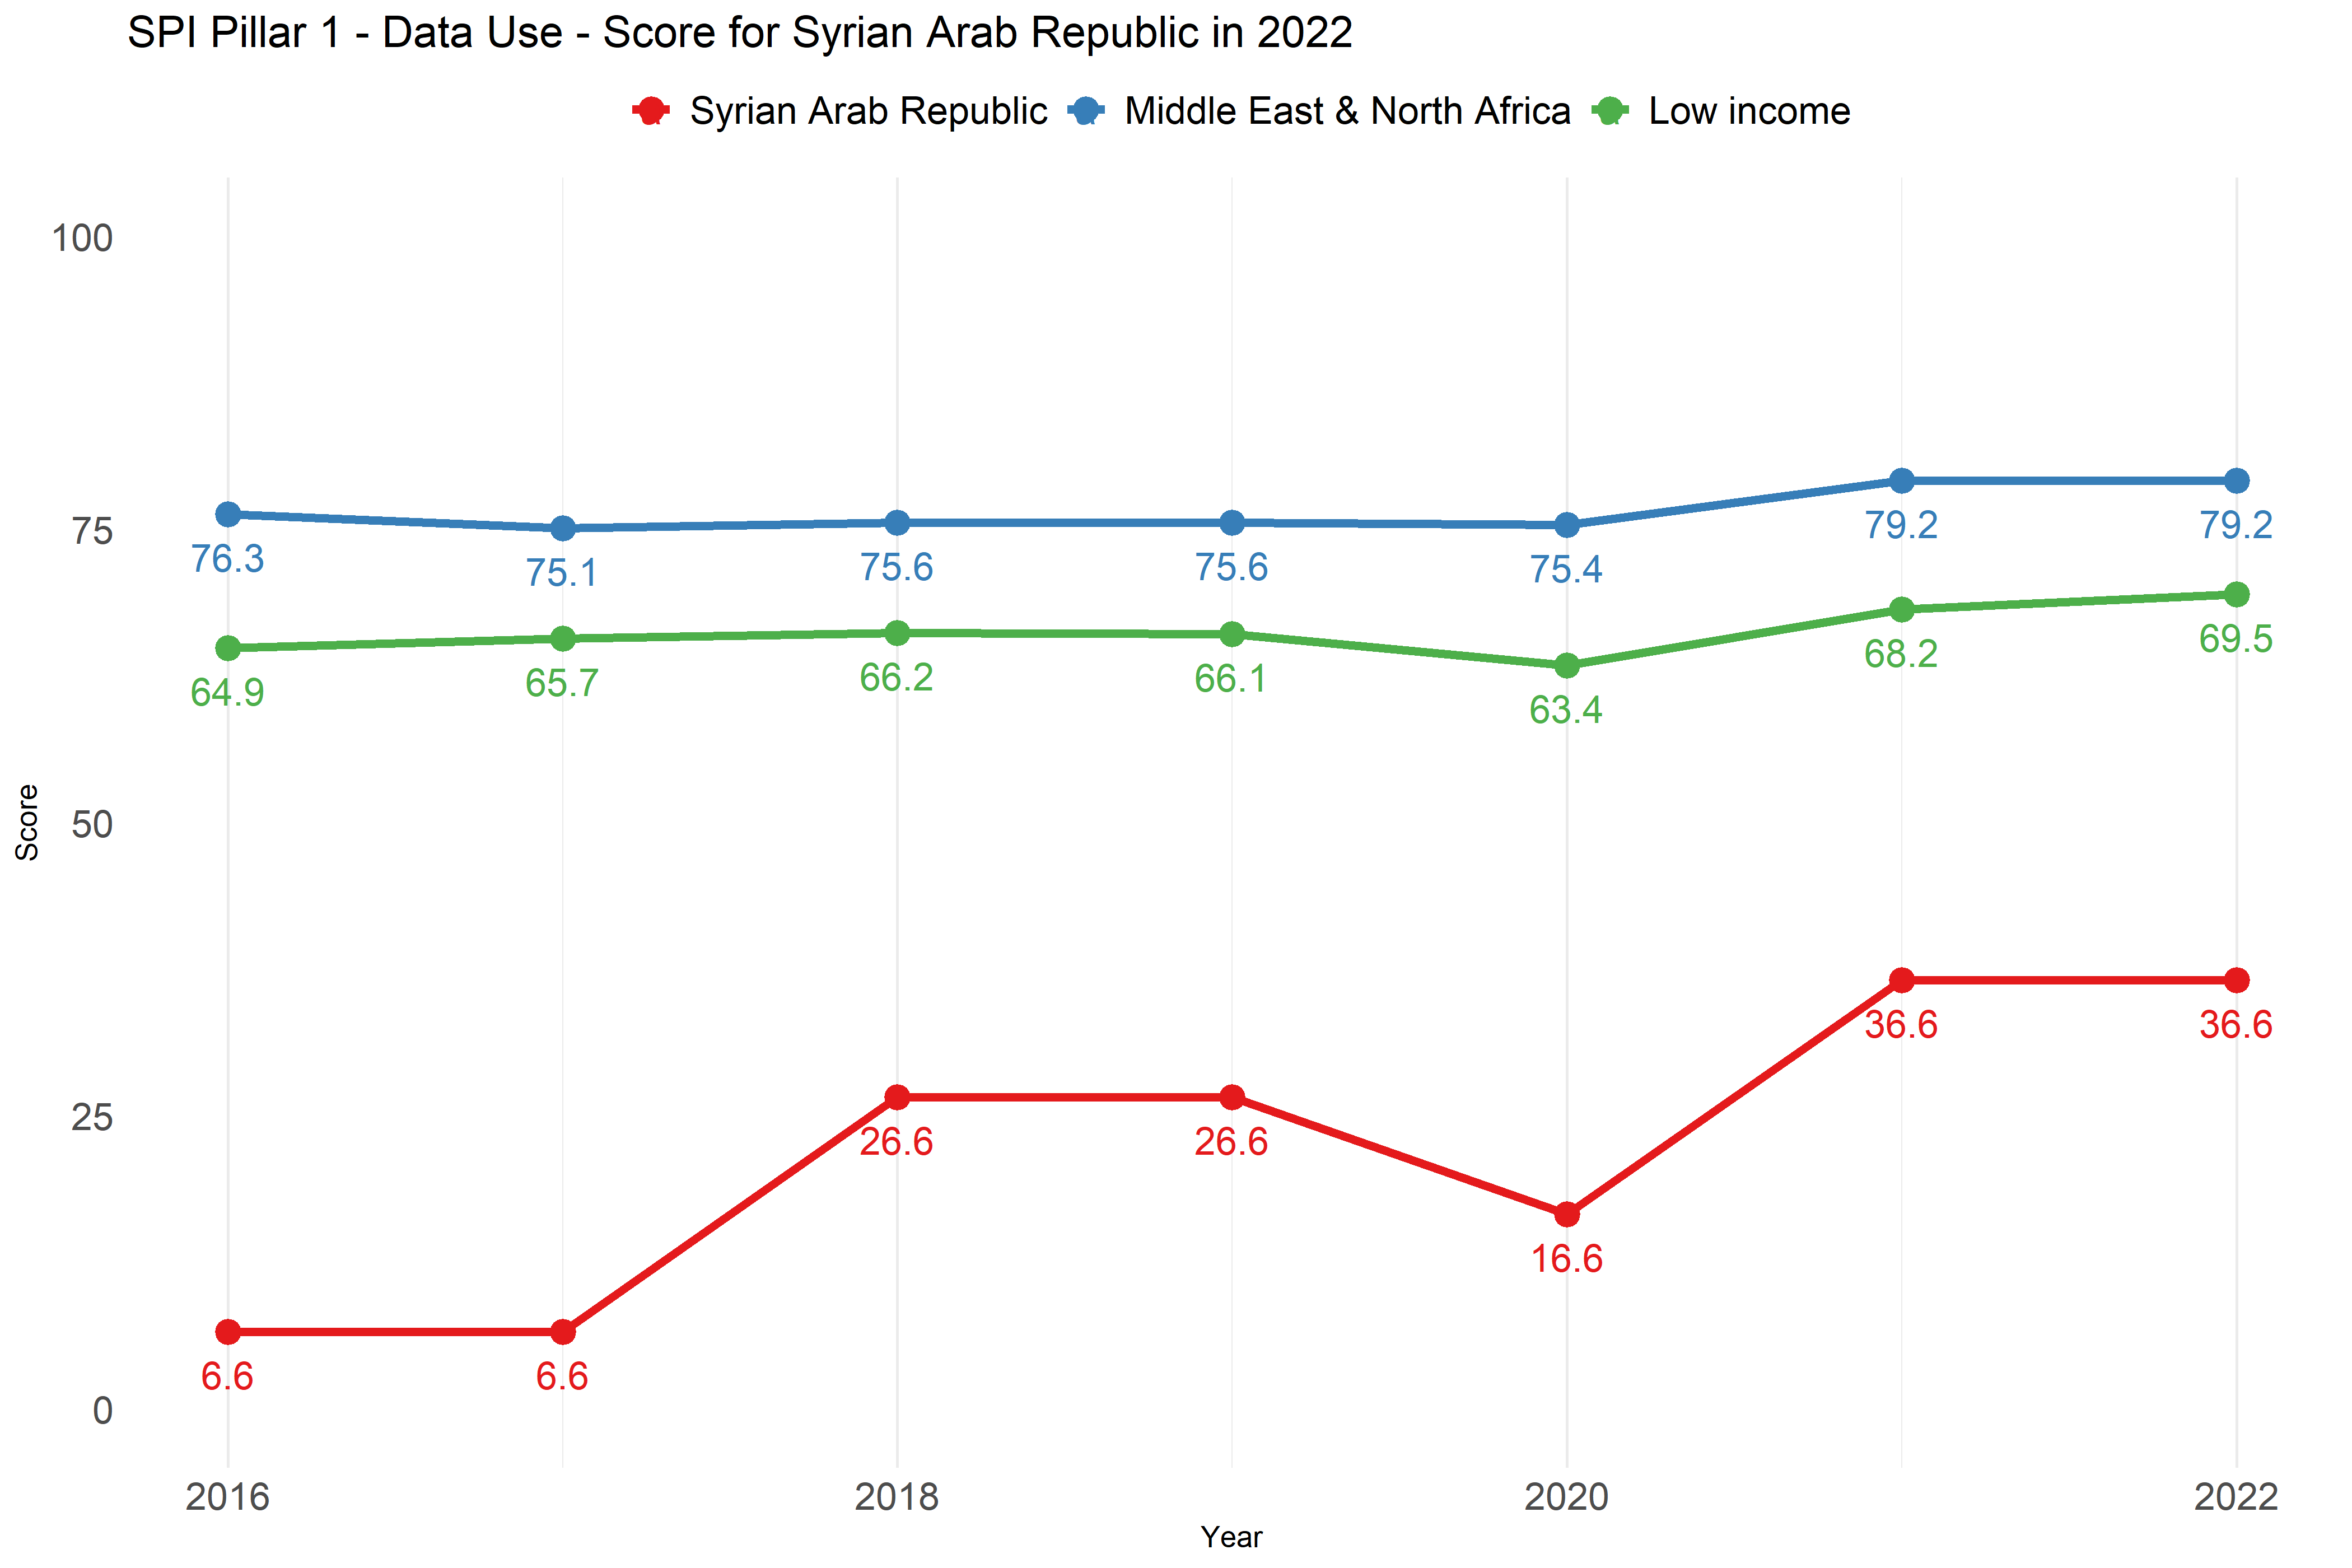 SPI Pillar 1 - Data Use - Score for Syrian Arab Republic in 2022
Syrian Arab Republic Middle East & North Africa Low income
100
75
50
25
0
Score
76.3 75.1 75.6 75.6 75.4 79.2 79.2
64.9 65.7 66.2 66.1 63.4 68.2 69.5
6.6 6.6 26.6 26.6 16.6 36.6 36.6
2016 2018 2020 2022
Year